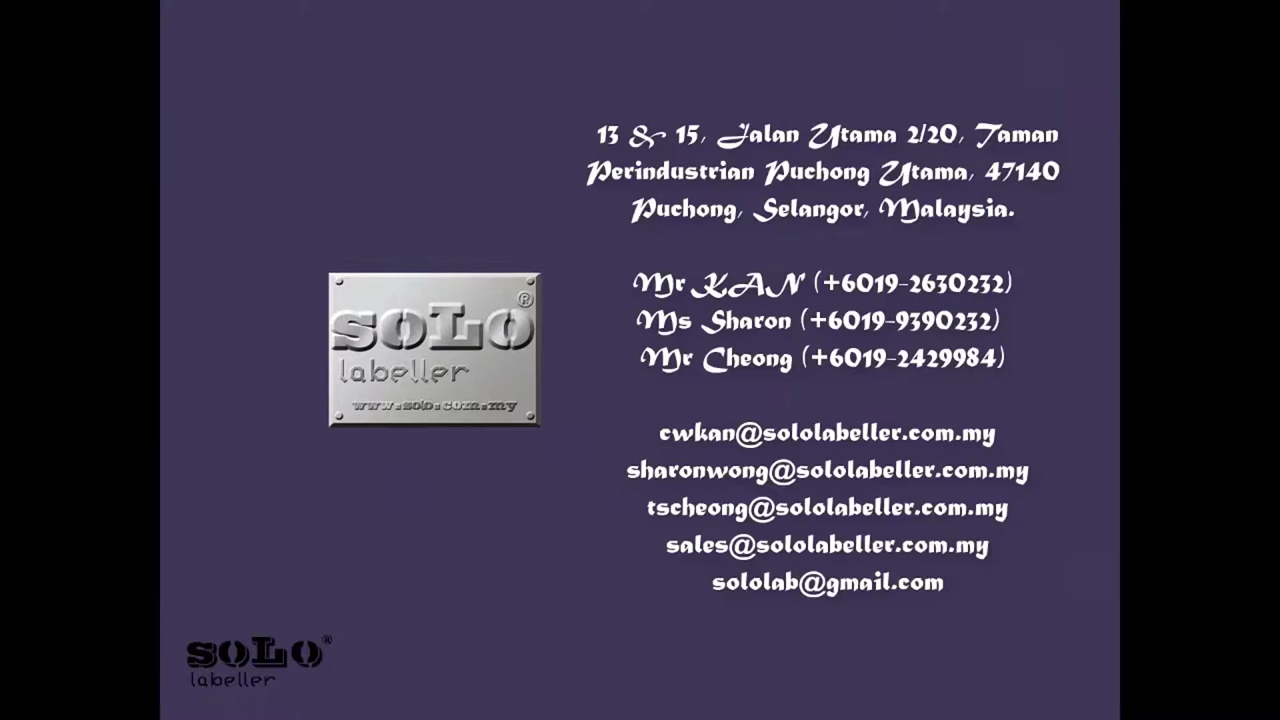 13 & 15, Jalan Utama 2/20, Taman
Perindustrian Puchong Utama, 47140
Puchong, Selangor, Malaysia.
Mr KAN (+6019-2630232)
Ms Sharon (+6019-9390232)
Mr Cheong (+6019-2429984)
SOLO®
labeller
www.solo.com.my
cwkan@sololabeller.com.my
sharonwong@sololabeller.com.my
tscheong@sololabeller.com.my
sales@sololabeller.com.my
sololab@gmail.com
SOLO®
labeller